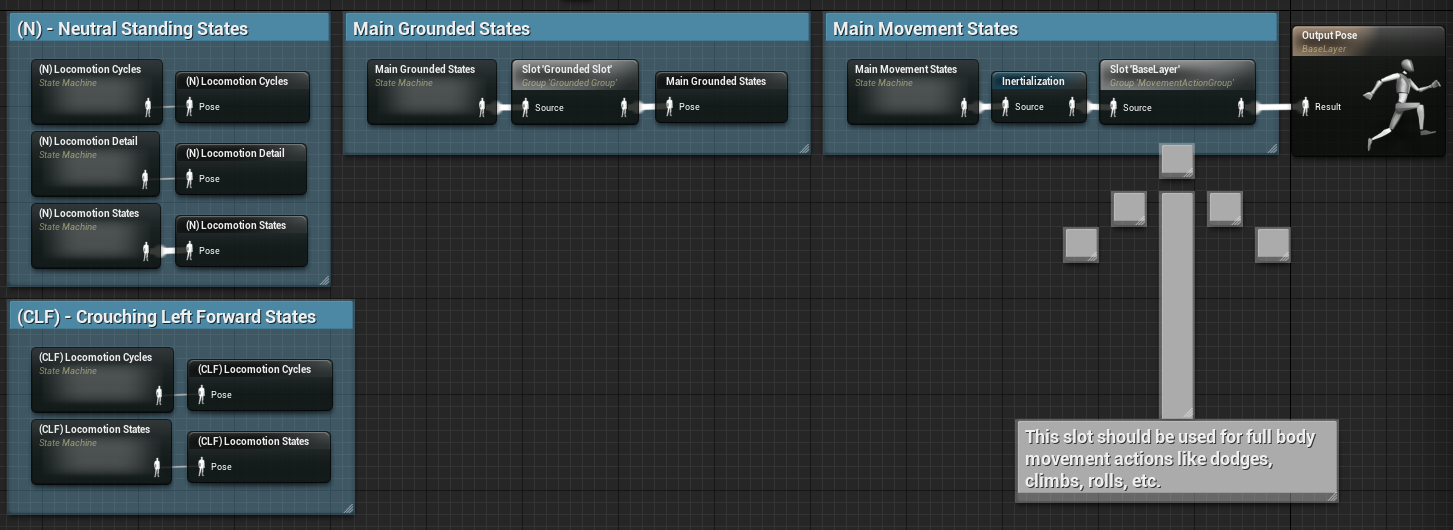 (N) - Neutral Standing States
(N) Locomotion Cycles
State Machine
(N) Locomotion Cycles
Pose
(N) Locomotion Detail
State Machine
(N) Locomotion Detail
Pose
(N) Locomotion States
State Machine
(N) Locomotion States
Pose
(CLF) - Crouching Left Forward States
(CLF) Locomotion Cycles
State Machine
(CLF) Locomotion Cycles
Pose
(CLF) Locomotion States
State Machine
(CLF) Locomotion States
Pose
Main Grounded States
Main Grounded States
State Machine
Slot 'Grounded Slot'
Group 'Grounded Group'
Source
Main Grounded States
Pose
Main Movement States
Main Movement States
State Machine
Inertialization
Source
Slot 'BaseLayer'
Group 'MovementActionGroup'
Source
Output Pose
BaseLayer
Result
This slot should be used for full body
movement actions like dodges,
climbs, rolls, etc.